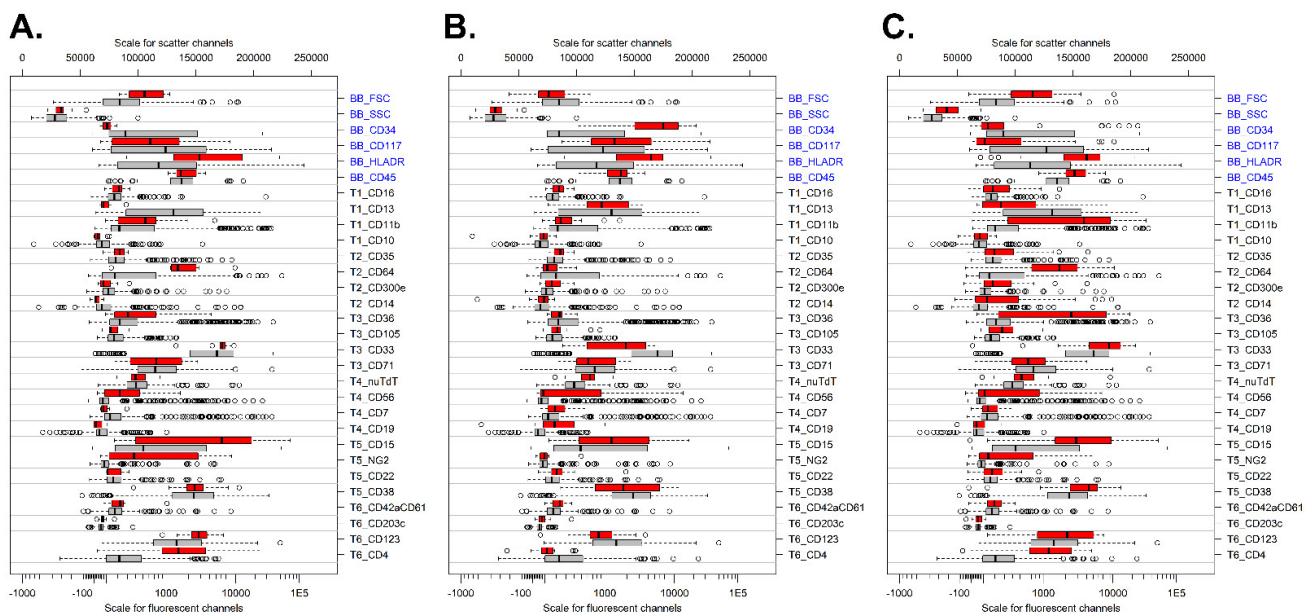 A.
Scale for scatter channels
0 50000 100000 150000 200000 250000
BB_FSC
BB_SSC
BB_CD34
BB_CD117
BB_HLADR
BB_CD45
T1_CD16
T1_CD13
T1_CD11b
T1_CD10
T2_CD35
T2_CD64
T2_CD300e
T2_CD14
T3_CD36
T3_CD105
T3_CD33
T3_CD71
T4_nuTdT
T4_CD56
T4_CD7
T4_CD19
T5_CD15
T5_NG2
T5_CD22
T5_CD38
T6_CD42aCD61
T6_CD203c
T6_CD123
T6_CD4
-1000 0 1000 10000 1E5
Scale for fluorescent channels
B.
Scale for scatter channels
0 50000 100000 150000 200000 250000
BB_FSC
BB_SSC
BB_CD34
BB_CD117
BB_HLADR
BB_CD45
T1_CD16
T1_CD13
T1_CD11b
T1_CD10
T2_CD35
T2_CD64
T2_CD300e
T2_CD14
T3_CD36
T3_CD105
T3_CD33
T3_CD71
T4_nuTdT
T4_CD56
T4_CD7
T4_CD19
T5_CD15
T5_NG2
T5_CD22
T5_CD38
T6_CD42aCD61
T6_CD203c
T6_CD123
T6_CD4
-1000 0 1000 10000 1E5
Scale for fluorescent channels
C.
Scale for scatter channels
0 50000 100000 150000 200000 250000
BB_FSC
BB_SSC
BB_CD34
BB_CD117
BB_HLADR
BB_CD45
T1_CD16
T1_CD13
T1_CD11b
T1_CD10
T2_CD35
T2_CD64
T2_CD300e
T2_CD14
T3_CD36
T3_CD105
T3_CD33
T3_CD71
T4_nuTdT
T4_CD56
T4_CD7
T4_CD19
T5_CD15
T5_NG2
T5_CD22
T5_CD38
T6_CD42aCD61
T6_CD203c
T6_CD123
T6_CD4
-1000 0 1000 10000 1E5
Scale for fluorescent channels